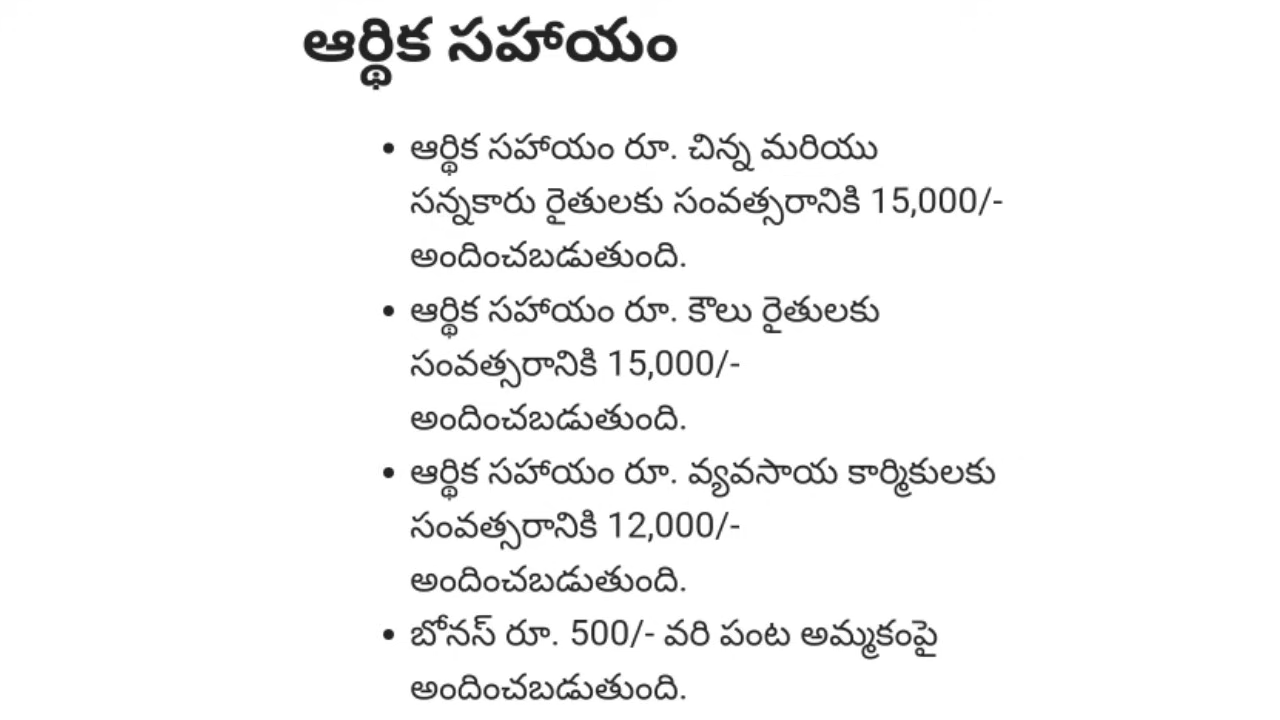 ఆర్థిక సహాయం
ఆర్థిక సహాయం రూ. చిన్న మరియు
సన్నకారు రైతులకు సంవత్సరానికి 15,000/-
అందించబడుతుంది.
ఆర్థిక సహాయం రూ. కౌలు రైతులకు
సంవత్సరానికి 15,000/-
అందించబడుతుంది.
ఆర్థిక సహాయం రూ. వ్యవసాయ కార్మికులకు
సంవత్సరానికి 12,000/-
అందించబడుతుంది.
బోనస్ రూ. 500/- వరి పంట అమ్మకంపై
అందించబడుతుంది.